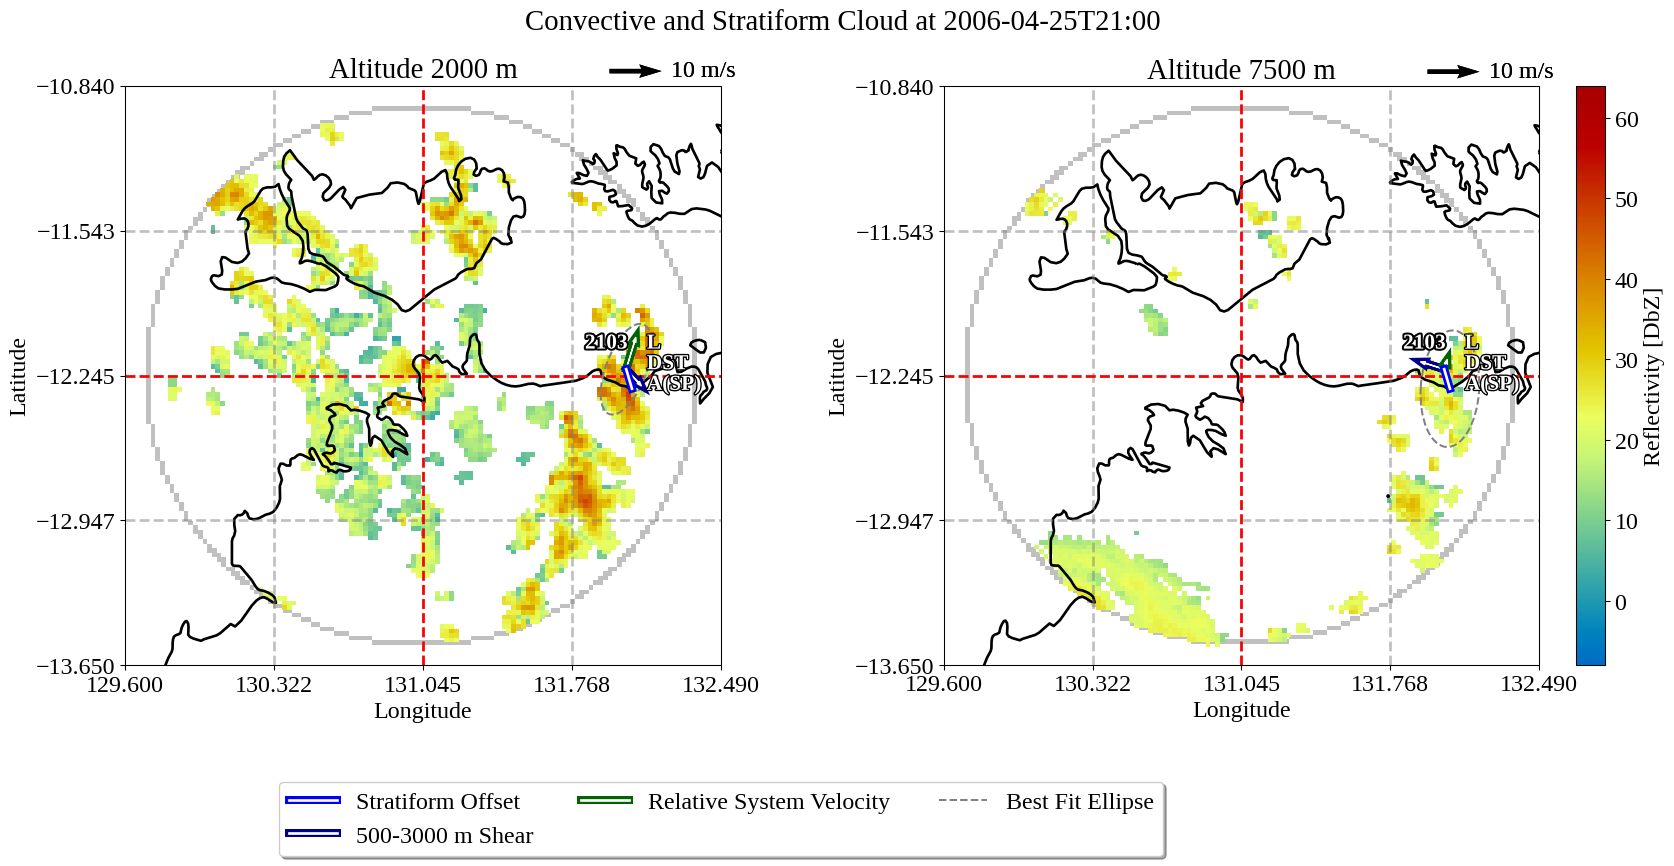 Convective and Stratiform Cloud at 2006-04-25T21:00
Altitude 2000 m
10 m/s
Altitude 7500 m
10 m/s
−10.840
−11.543
−12.245
−12.947
−13.650
Latitude
129.600
130.322
131.045
131.768
132.490
Longitude
2103
L
DST
A(SP)
−10.840
−11.543
−12.245
−12.947
−13.650
Latitude
129.600
130.322
131.045
131.768
132.490
Longitude
2103
L
DST
A(SP)
60
50
40
30
20
10
0
Reflectivity [DbZ]
Stratiform Offset
500-3000 m Shear
Relative System Velocity
Best Fit Ellipse